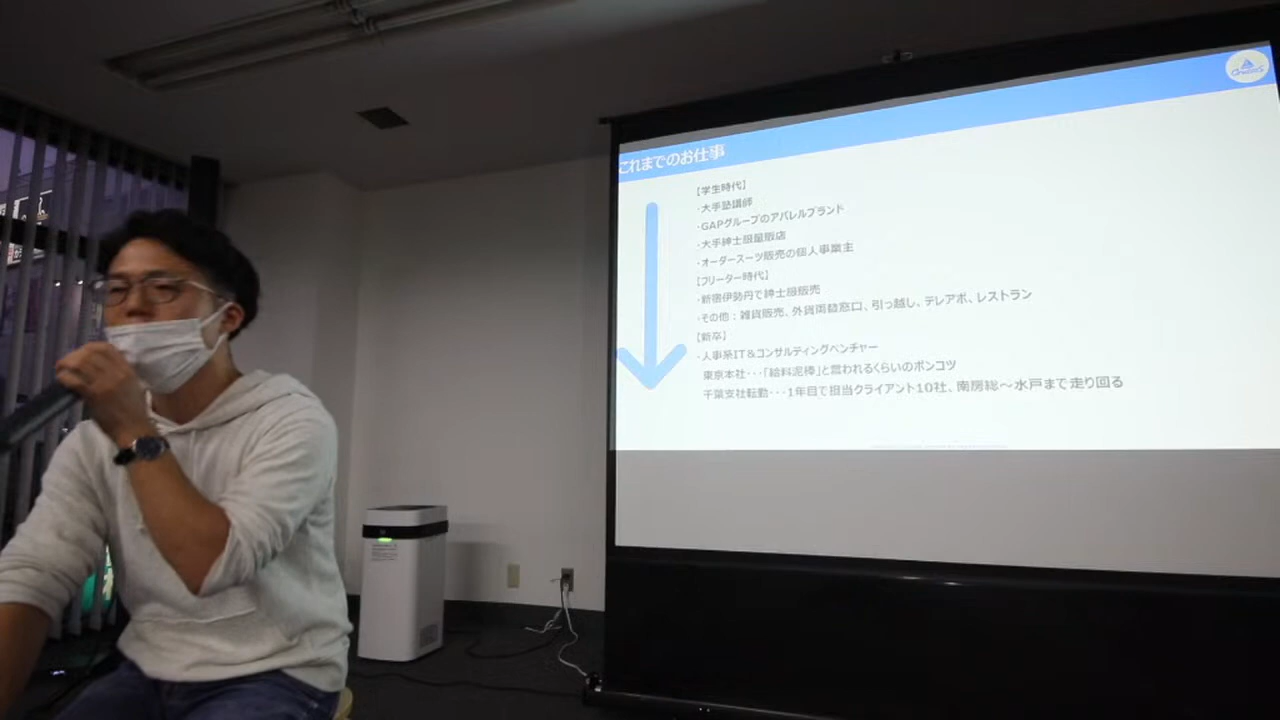 これまでのお仕事
【学生時代】
・大手塾講師
・GAPグループのアパレルブランド
・大手紳士服量販店
・オーダースーツ販売の個人事業主
【フリーター時代】
・新宿伊勢丹で紳士服販売
・その他：雑貨販売、外貨両替窓口、引っ越し、テレアポ、レストラン
【新卒】
・人事系IT＆コンサルティングベンチャー
東京本社・・・「給料泥棒」と言われるくらいのポンコツ
千葉支社転勤・・・1年目で担当クライアント10社、南房総～水戸まで走り回る